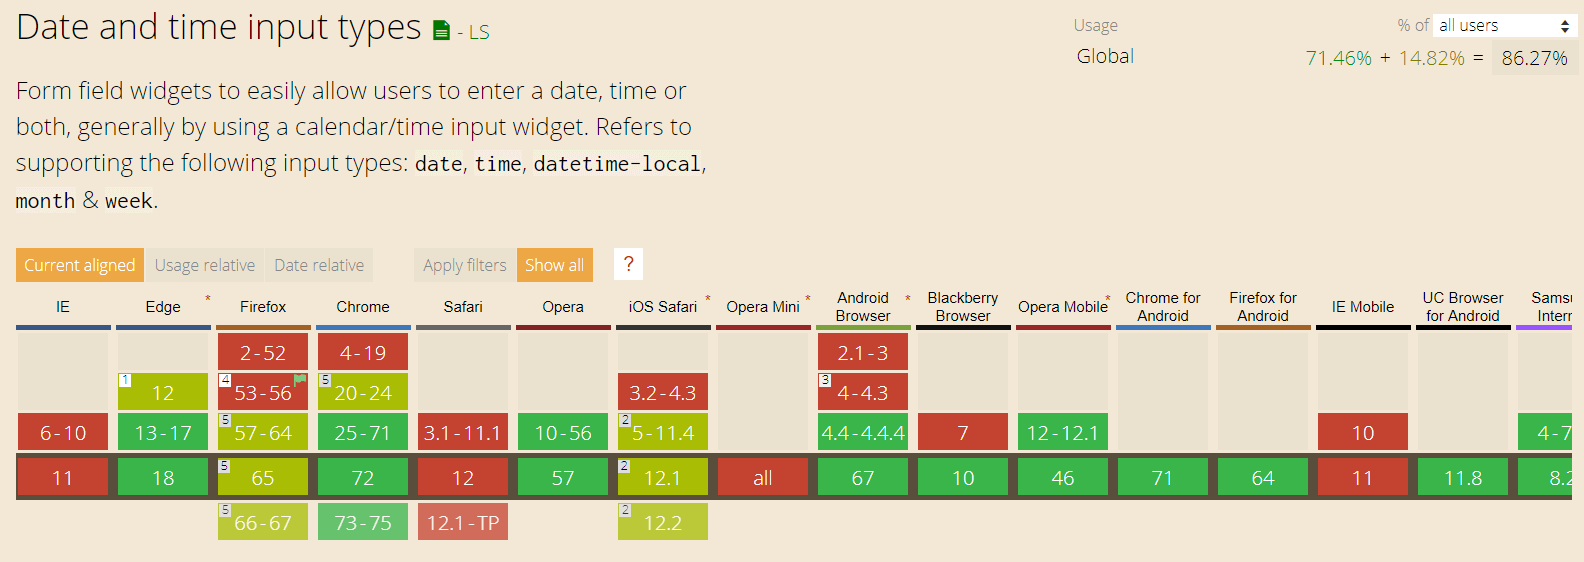 Date and time input types - LS
Usage
% of all users
Global
71.46% + 14.82% = 86.27%
Form field widgets to easily allow users to enter a date, time or
both, generally by using a calendar/time input widget. Refers to
supporting the following input types: date, time, datetime-local,
month & week.
Current aligned Usage relative Date relative Apply filters Show all ?
IE Edge * Firefox Chrome Safari Opera iOS Safari * Opera Mini * Android Browser * Blackberry Browser Opera Mobile * Chrome for Android Firefox for Android IE Mobile UC Browser for Android Samsu Interr
2-52 4-19 2.1-3
1 12 4 53-56 5 20-24 3.2-4.3 3 4-4.3
6-10 13-17 5 57-64 25-71 3.1-11.1 10-56 2 5-11.4 4.4-4.4.4 7 12-12.1 10 4-7
11 18 5 65 72 12 57 2 12.1 all 67 10 46 71 64 11 11.8 8.2
5 66-67 73-75 12.1-TP 2 12.2